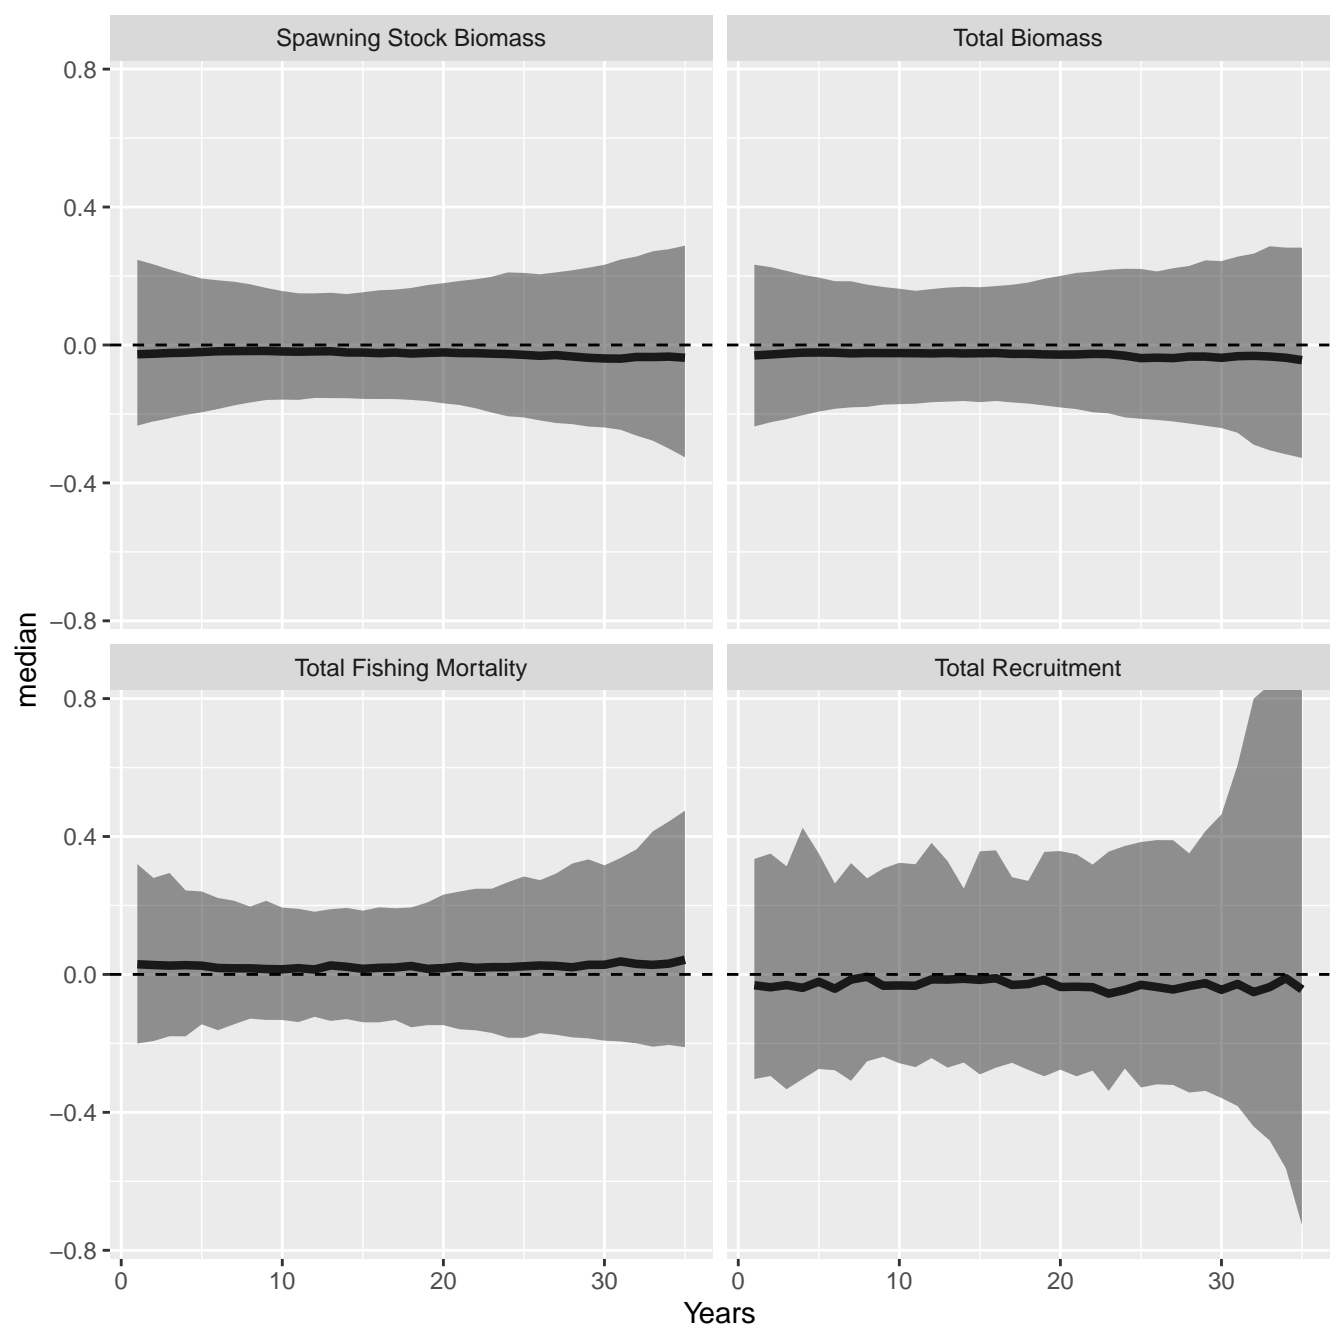 Spawning Stock Biomass
Total Biomass
0.8
0.4
0.0
−0.4
−0.8
median
Total Fishing Mortality
Total Recruitment
0.8
0.4
0.0
−0.4
−0.8
0 10 20 30
0 10 20 30
Years